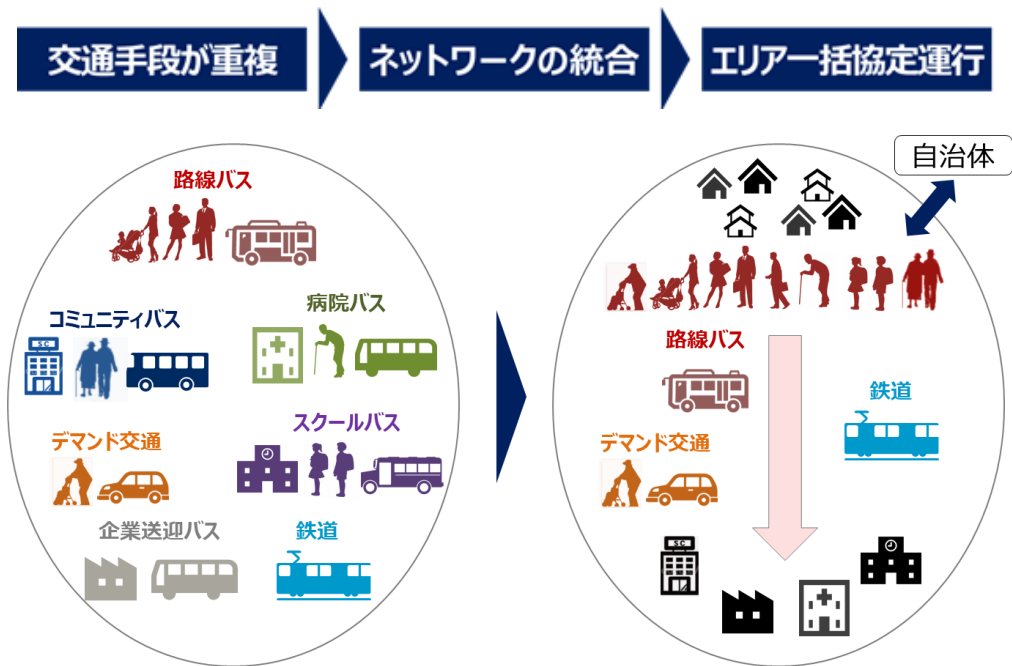 交通手段が重複
ネットワークの統合
エリア一括協定運行
自治体
路線バス
コミュニティバス
病院バス
SC
デマンド交通
スクールバス
企業送迎バス
鉄道
路線バス
鉄道
デマンド交通
SC